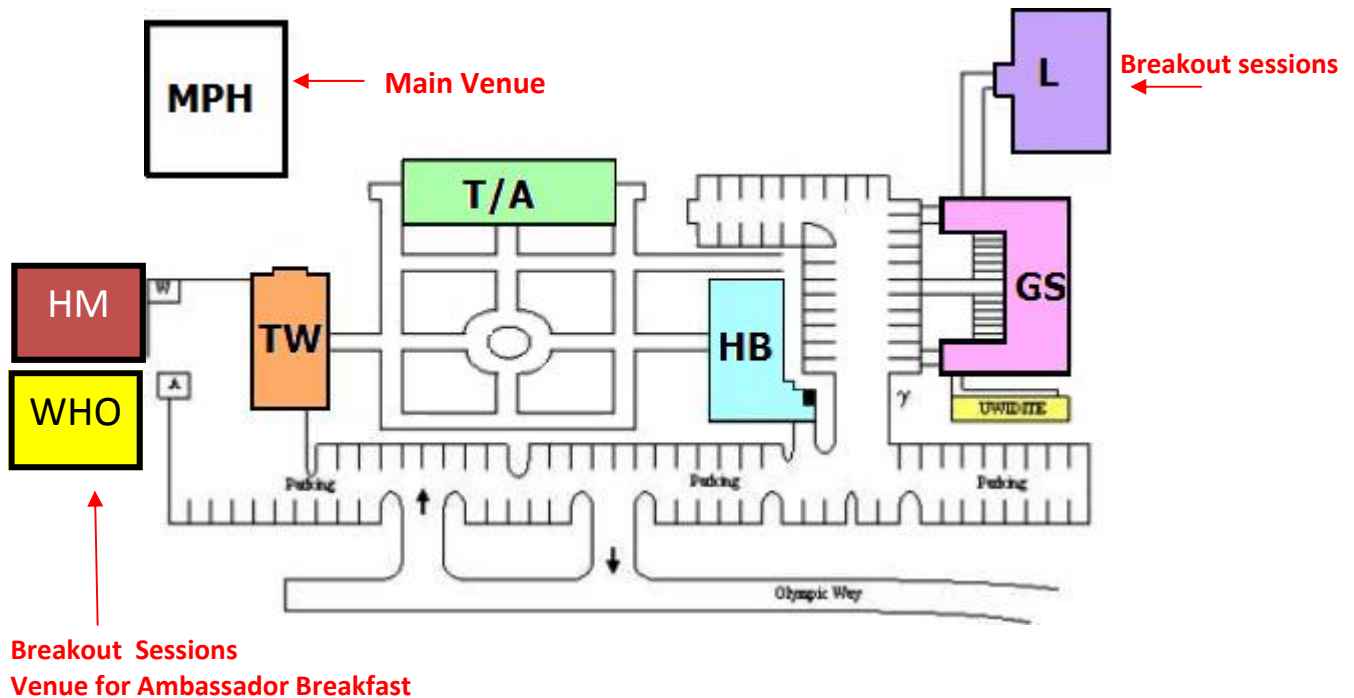 MPH
Main Venue
L
Breakout sessions
T/A
HM
W
TW
HB
GS
A
WHO
γ
UWIDITE
Parking
Parking
Parking
Olympic Way
Breakout Sessions
Venue for Ambassador Breakfast